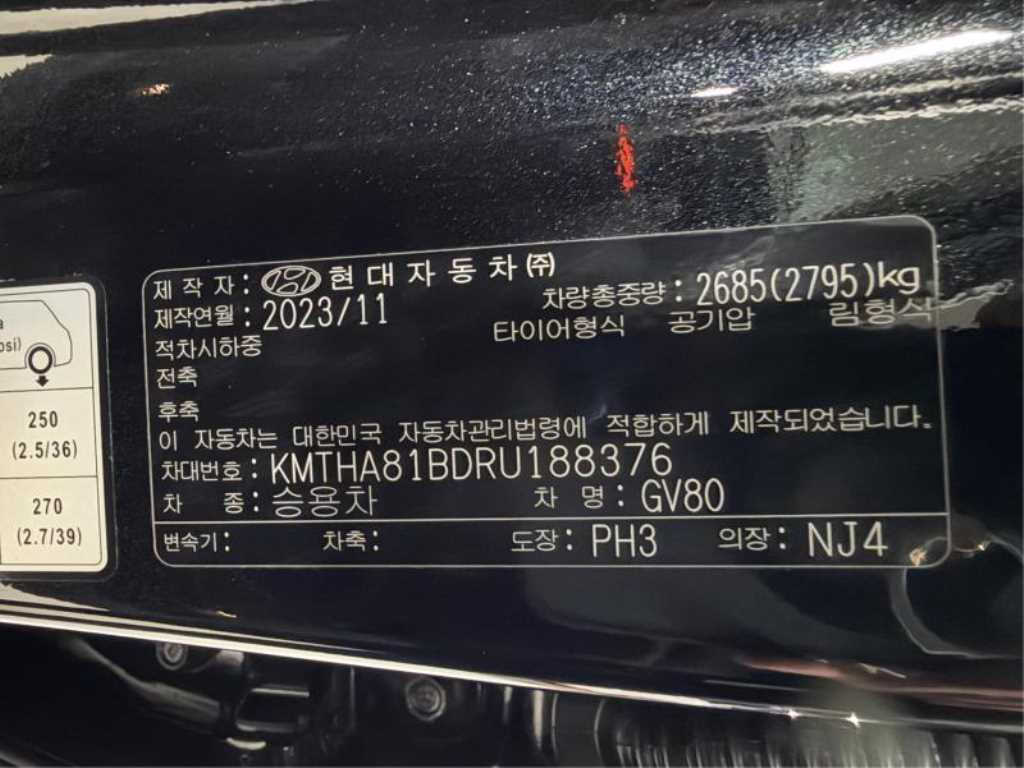 제작자: 현대자동차(주)
제작연월: 2023/11 차량총중량: 2685(2795)kg
적차시하중 타이어형식 공기압 림형식
전축
후축
이 자동차는 대한민국 자동차관리법령에 적합하게 제작되었습니다.
차대번호: KMTHA81BDRU188376
차 종: 승용차 차 명: GV80
변속기: 차축: 도장: PH3 의장: NJ4
a
osi)
250
(2.5/36)
270
(2.7/39)